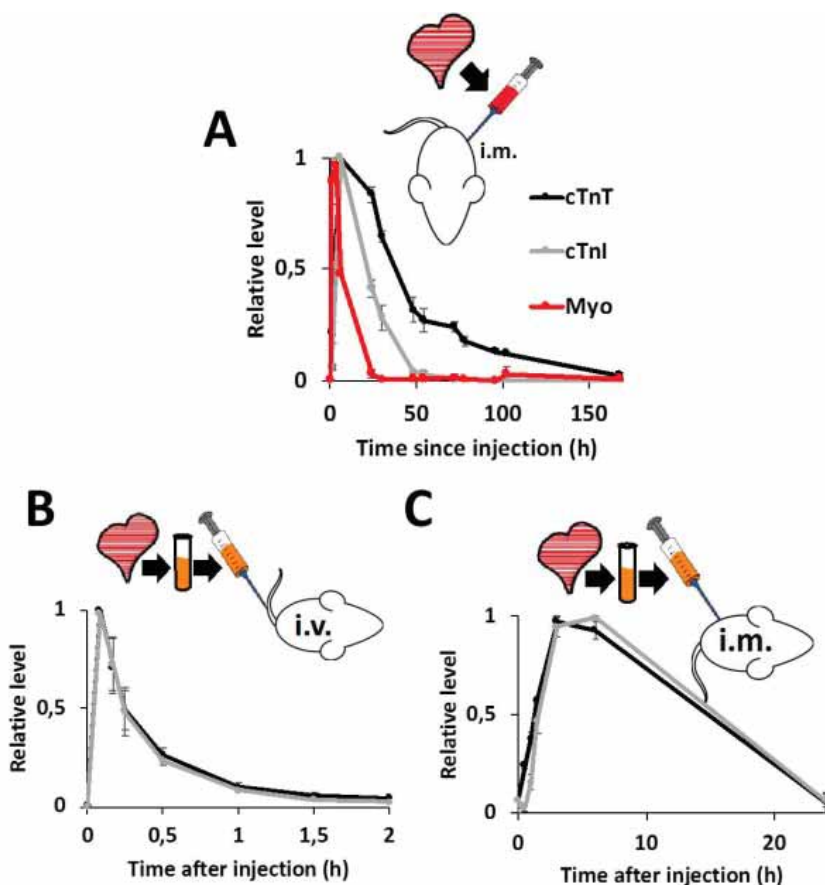 A
i.m.
1
0,5
0
Relative level
cTnT
cTnI
Myo
0 50 100 150
Time since injection (h)
B
i.v.
1
0,5
0
Relative level
0 0,5 1 1,5 2
Time after injection (h)
C
i.m.
1
0,5
0
Relative level
0 10 20
Time after injection (h)